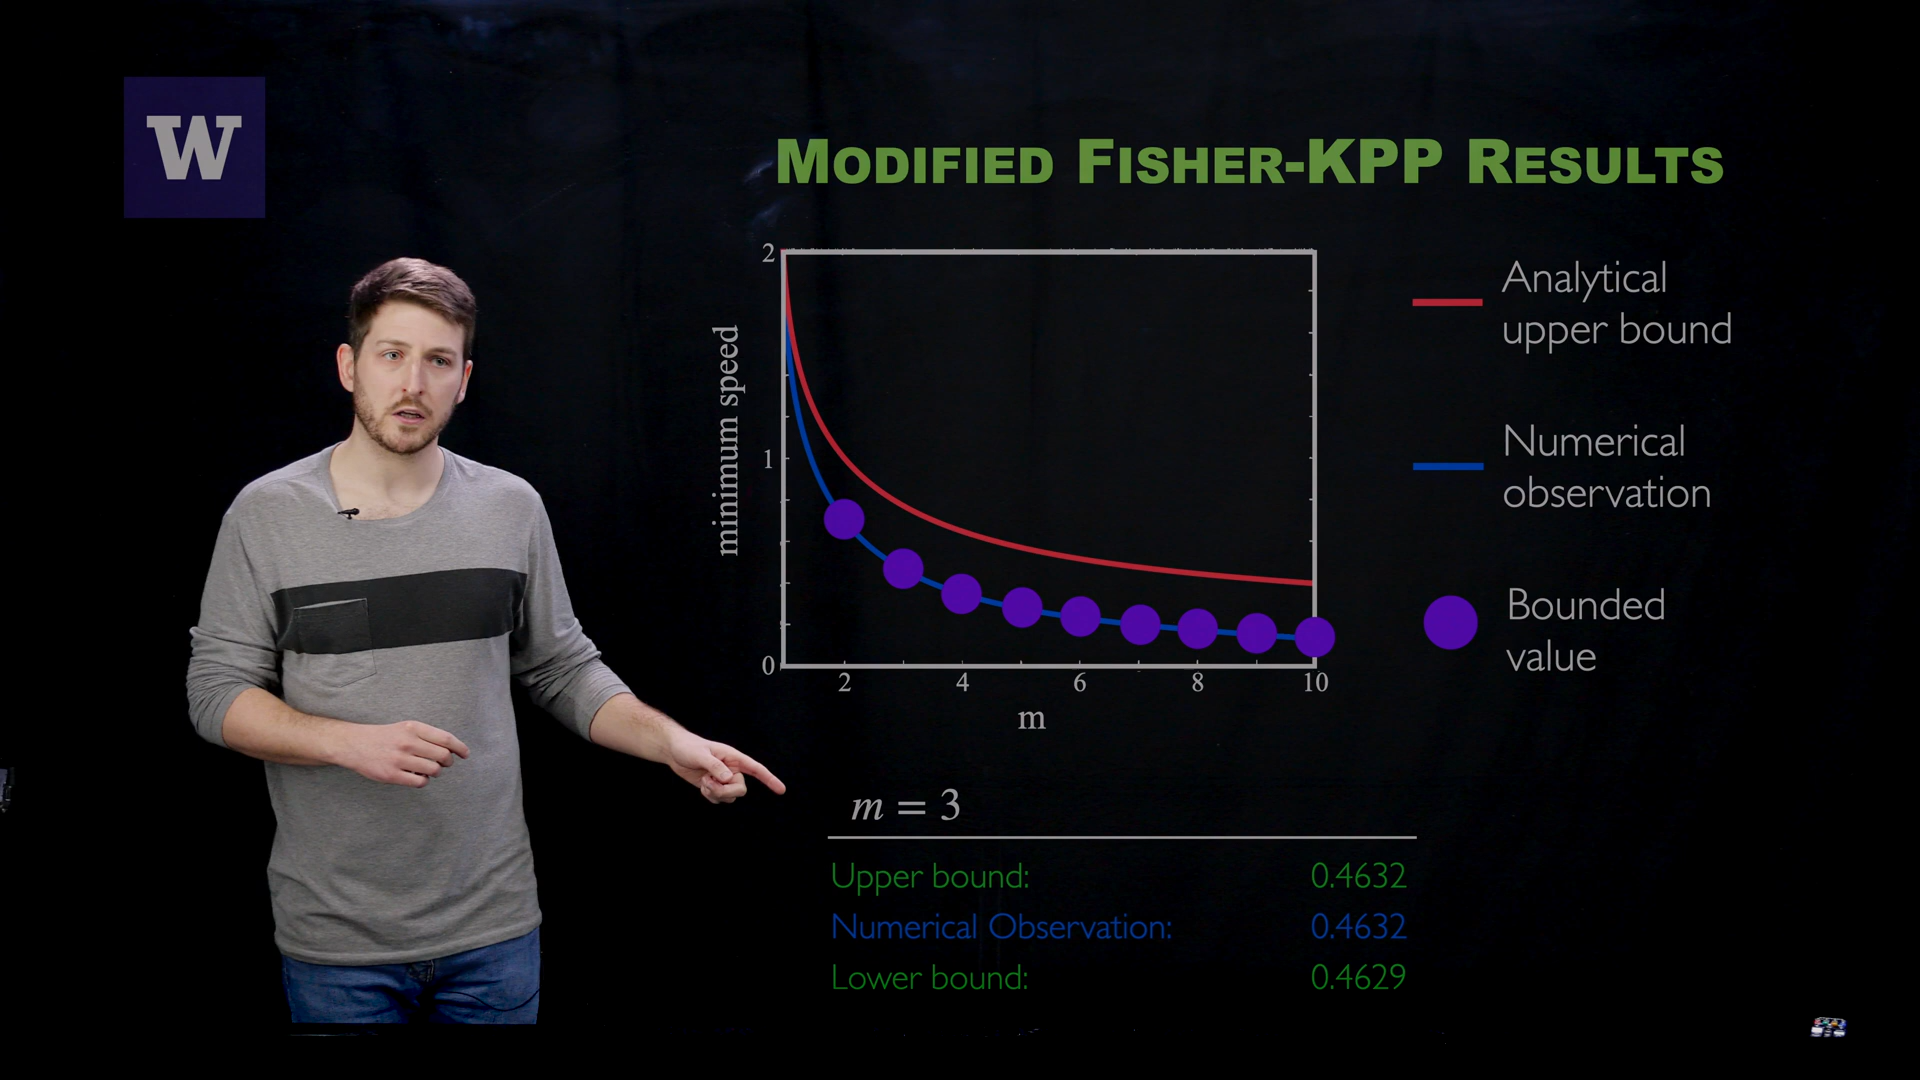 W
MODIFIED FISHER-KPP RESULTS
2
1
0
minimum speed
2 4 6 8 10
m
Analytical
upper bound
Numerical
observation
Bounded
value
m = 3
Upper bound: 0.4632
Numerical Observation: 0.4632
Lower bound: 0.4629